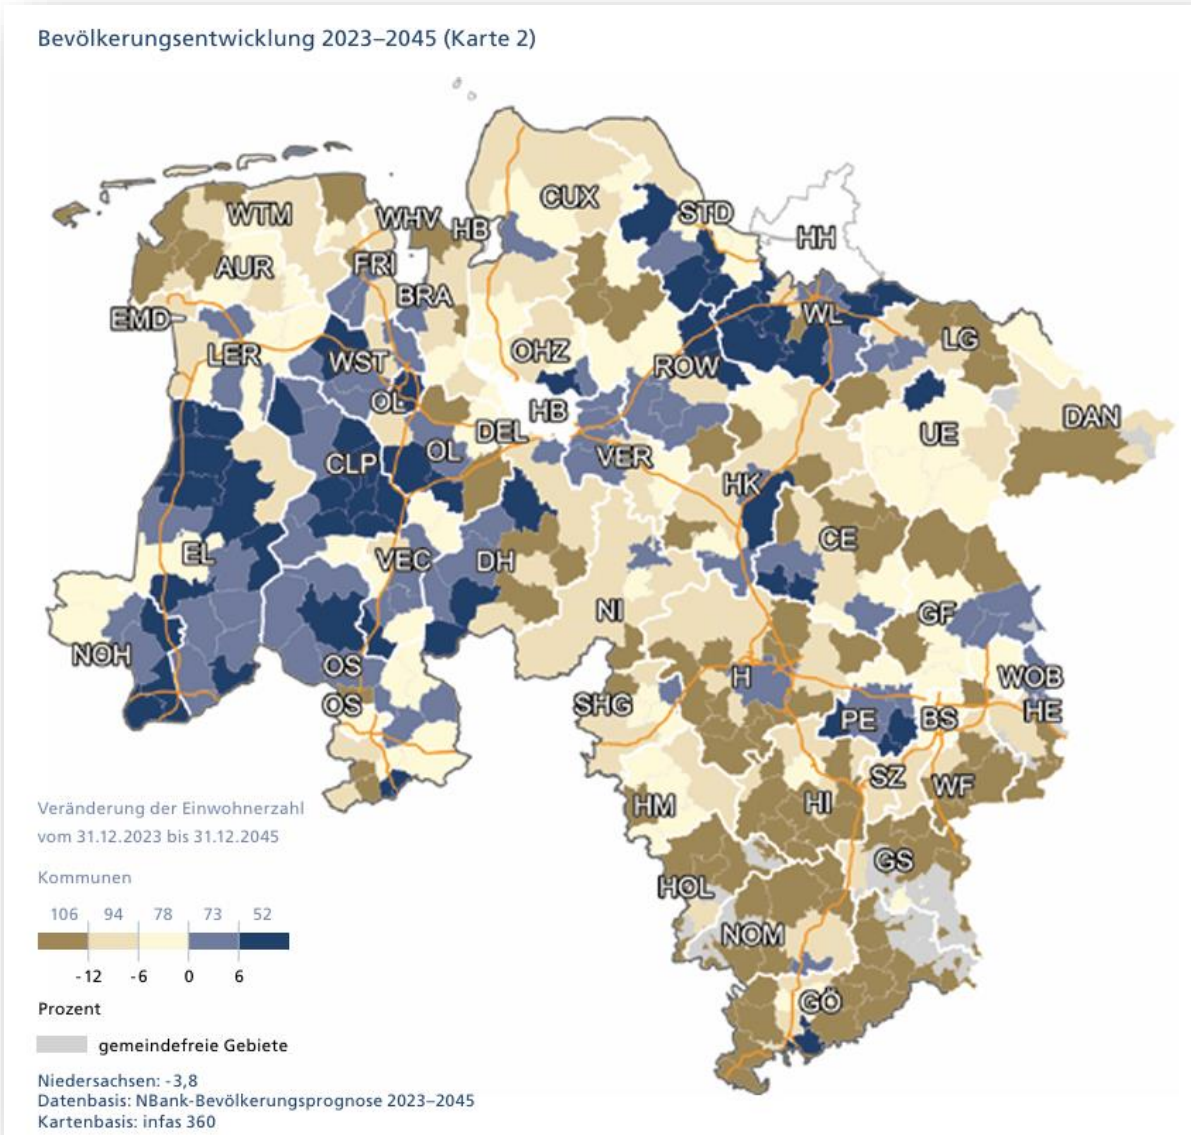 Bevölkerungsentwicklung 2023–2045 (Karte 2)
CUX
WTM
WHV
HB
STD
HH
AUR
FRI
BRA
EMD
WL
LER
WST
OHZ
ROW
LG
OL
HB
DEL
DAN
UE
CLP
OL
VER
HK
EL
VEC
DH
CE
NI
GF
NOH
OS
H
WOB
OS
SHG
PE
BS
HE
SZ
WF
HM
HI
GS
HOL
NOM
GÖ
Veränderung der Einwohnerzahl
vom 31.12.2023 bis 31.12.2045
Kommunen
106 94 78 73 52
-12 -6 0 6
Prozent
gemeindefreie Gebiete
Niedersachsen: -3,8
Datenbasis: NBank-Bevölkerungsprognose 2023–2045
Kartenbasis: infas 360